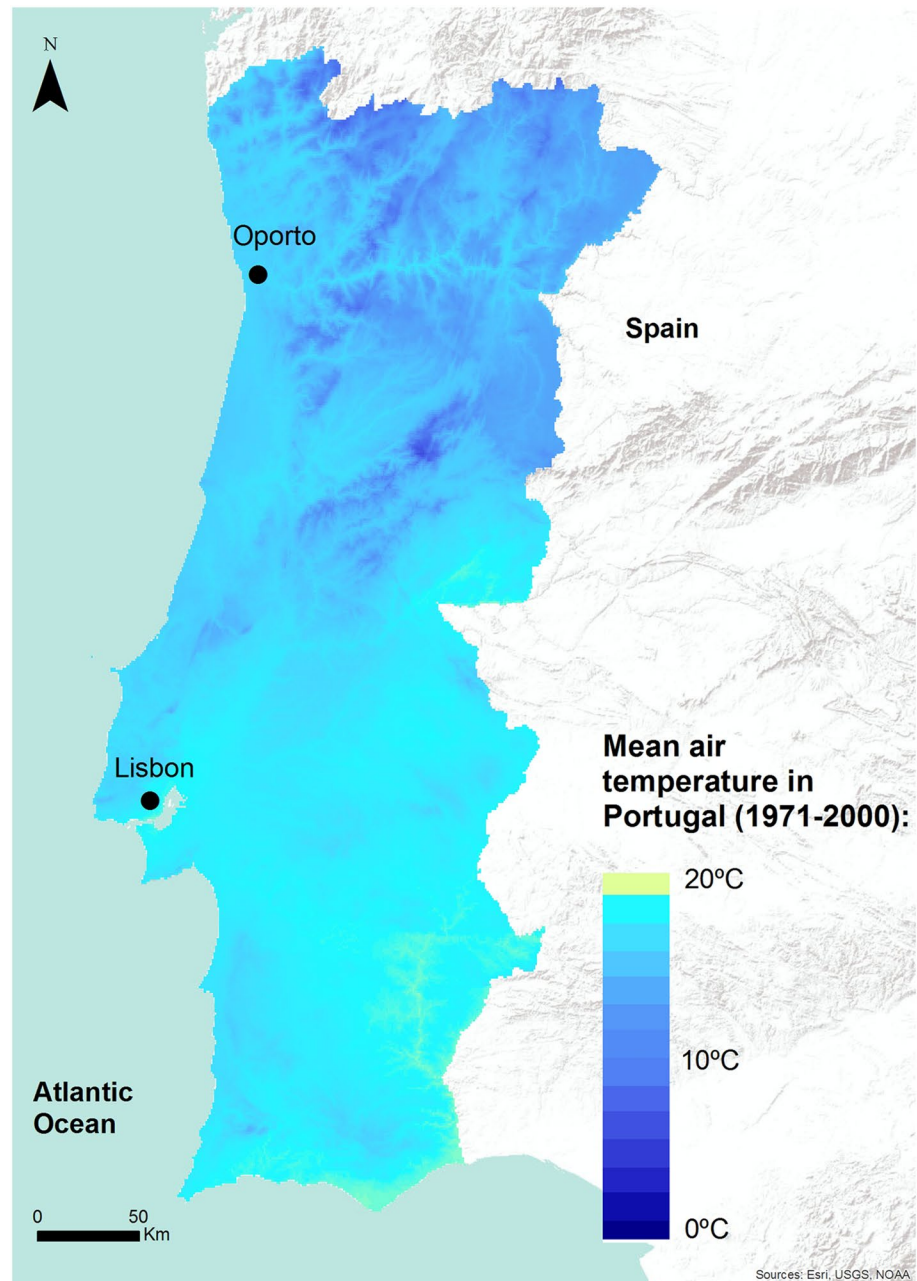 N
Oporto
Spain
Lisbon
Mean air
temperature in
Portugal (1971-2000):
20ºC
10ºC
0ºC
Atlantic
Ocean
0 50
Km
Sources: Esri, USGS, NOAA